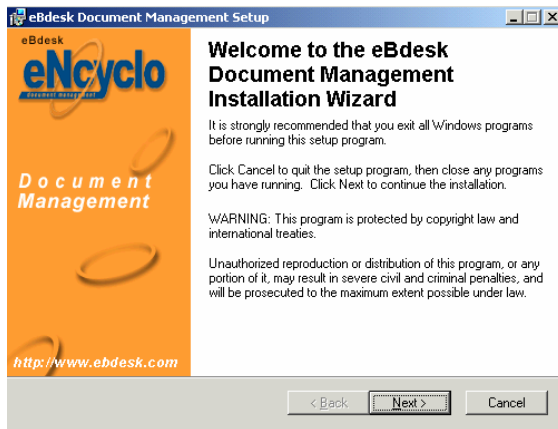 eBdesk Document Management Setup
eBdesk
eNcyclo
document management
Document
Management
http://www.ebdesk.com
Welcome to the eBdesk
Document Management
Installation Wizard
It is strongly recommended that you exit all Windows programs
before running this setup program.
Click Cancel to quit the setup program, then close any programs
you have running. Click Next to continue the installation.
WARNING: This program is protected by copyright law and
international treaties.
Unauthorized reproduction or distribution of this program, or any
portion of it, may result in severe civil and criminal penalties, and
will be prosecuted to the maximum extent possible under law.
< Back
Next >
Cancel